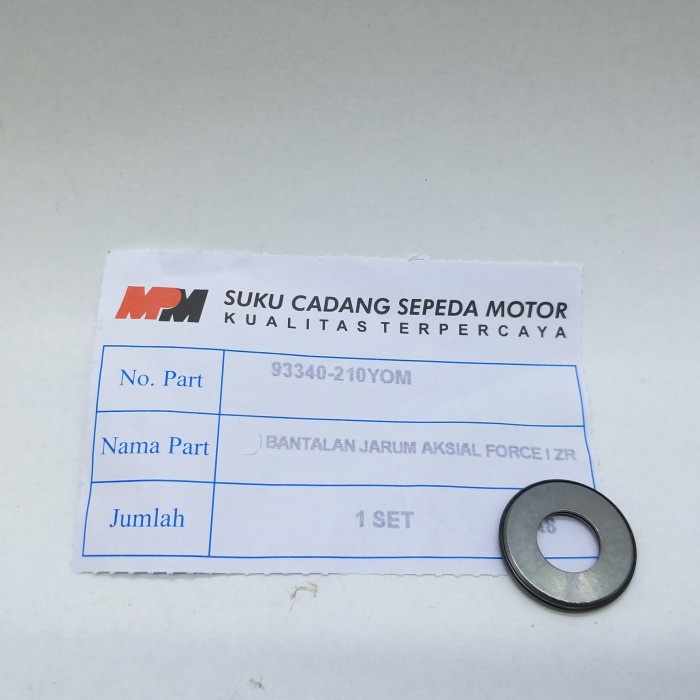 MPM SUKU CADANG SEPEDA MOTOR
KUALITAS TERPERCAYA
No. Part 93340-210YOM
Nama Part BANTALAN JARUM AKSIAL FORCE I ZR
Jumlah 1 SET